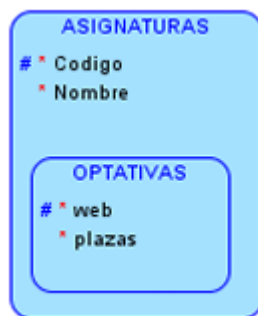 ASIGNATURAS
# * Codigo
* Nombre
OPTATIVAS
# * web
* plazas